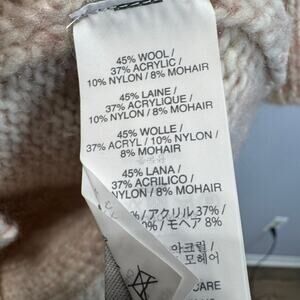 45% WOOL /
37% ACRYLIC /
10% NYLON / 8% MOHAIR
45% LAINE /
37% ACRYLIQUE /
10% NYLON / 8% MOHAIR
45% WOLLE /
37% ACRYL / 10% NYLON /
8% MOHAIR
45% LANA /
37% ACRILICO /
NYLON / 8% MOHAIR
% / アクリル 37% /
0% / モヘア 8%
아크릴/
모헤어
CARE